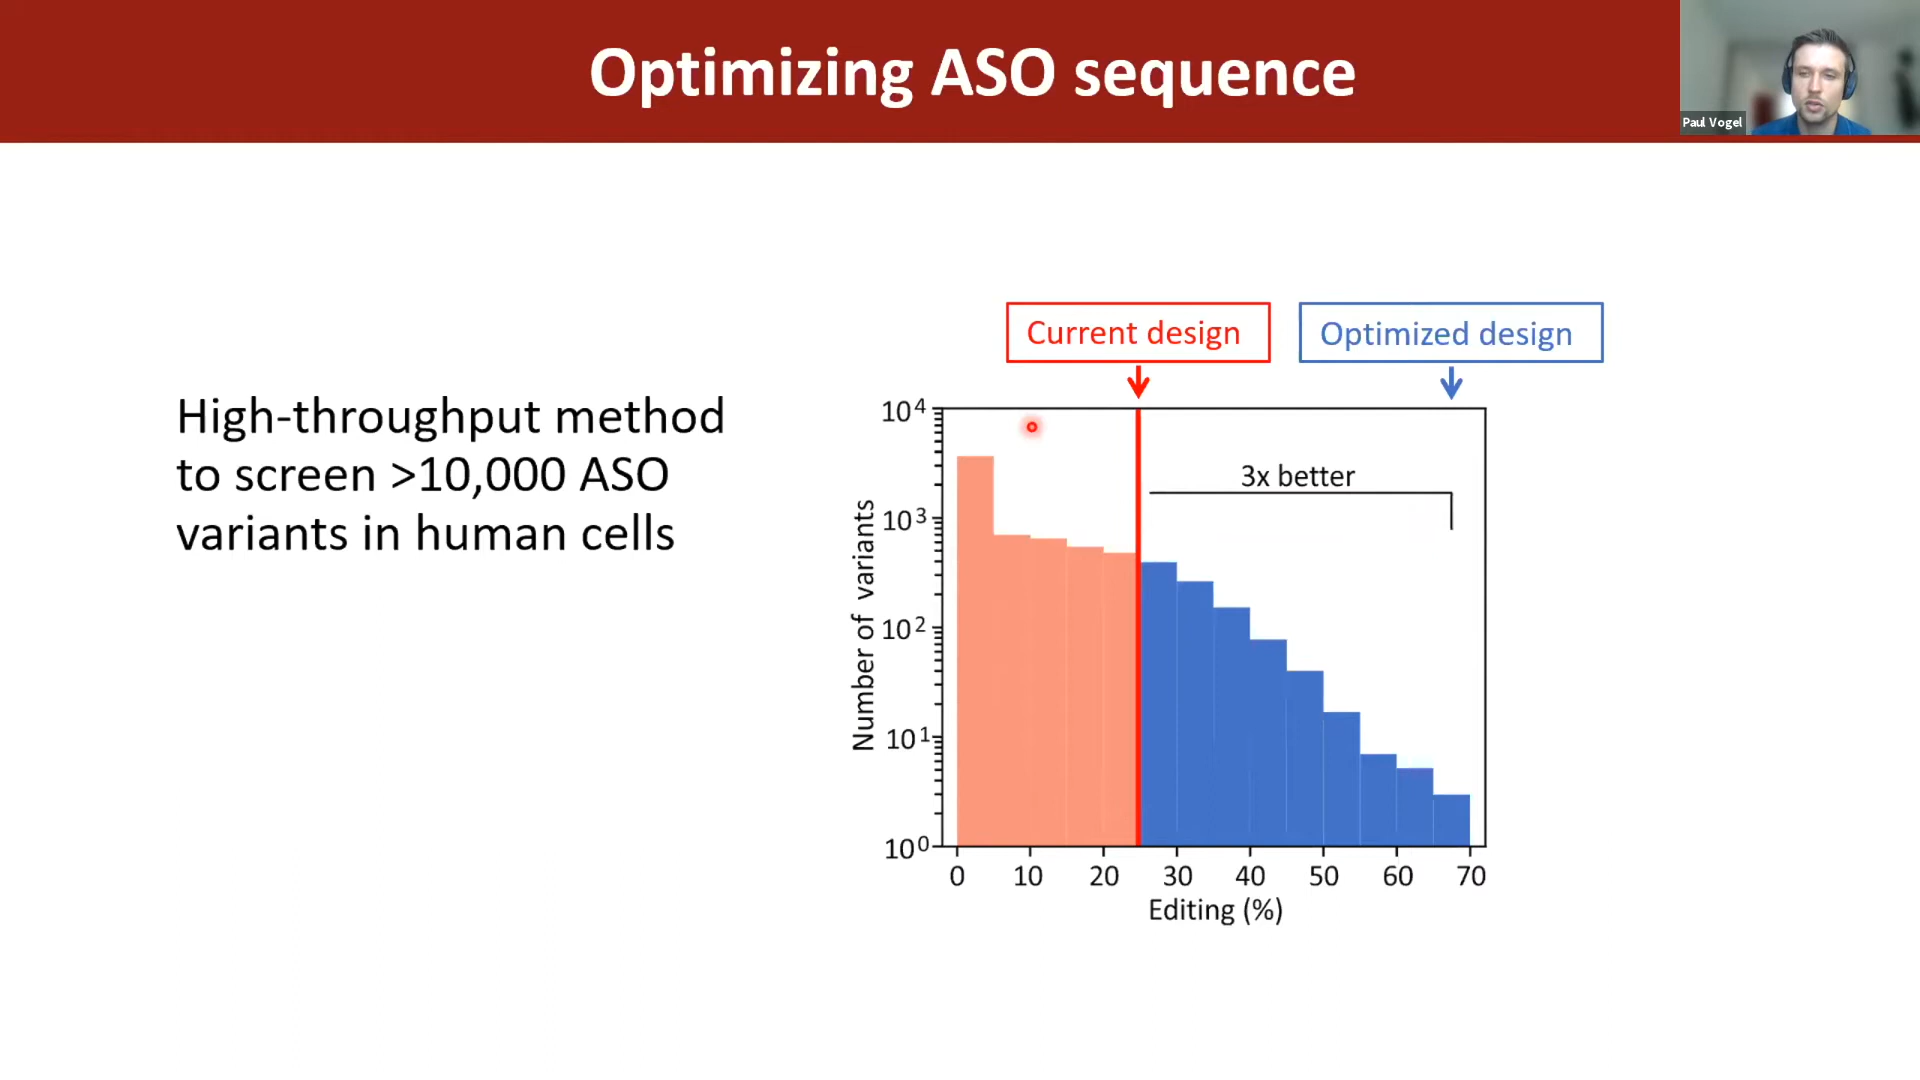 Optimizing ASO sequence
Paul Vogel
High-throughput method
to screen >10,000 ASO
variants in human cells
Current design
Optimized design
3x better
Number of variants
10⁴
10³
10²
10¹
10⁰
0 10 20 30 40 50 60 70
Editing (%)